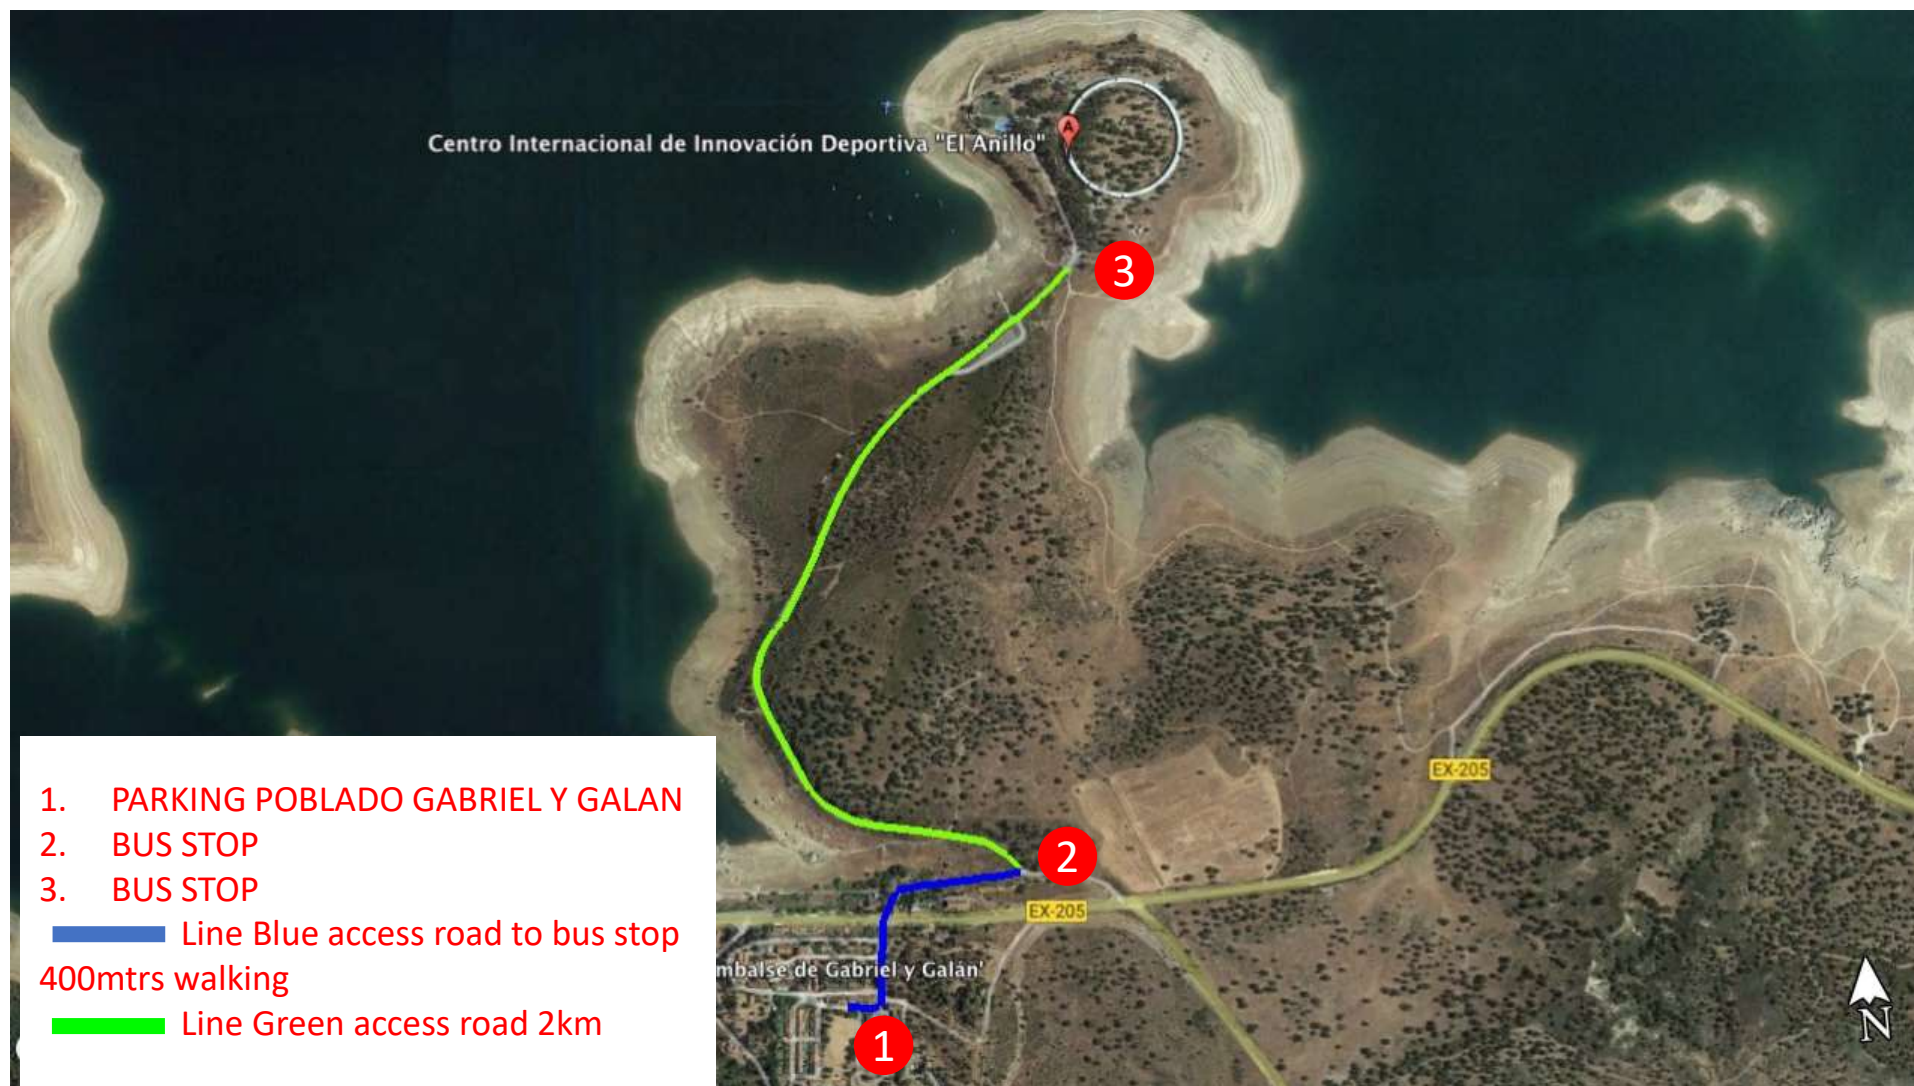 A
Centro Internacional de Innovación Deportiva "El Anillo"
3
EX-205
2
EX-205
mbalse de Gabriel y Galán'
1
1. PARKING POBLADO GABRIEL Y GALAN
2. BUS STOP
3. BUS STOP
Line Blue access road to bus stop
400mtrs walking
Line Green access road 2km
N